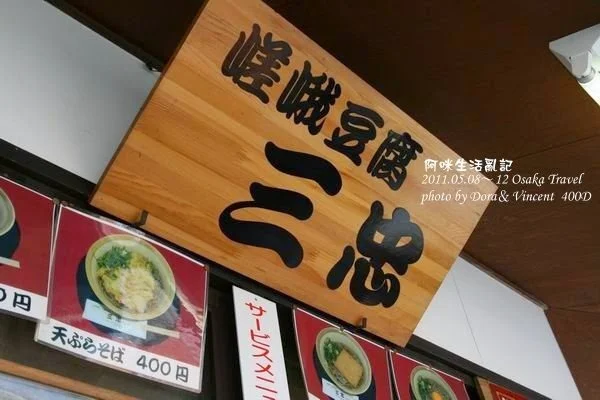 嵯峨豆腐
三忠
阿咪生活亂記
2011.05.08~12 Osaka Travel
photo by Dora & Vincent 400D
0円
天ぷらそば 400円
サービスメニ